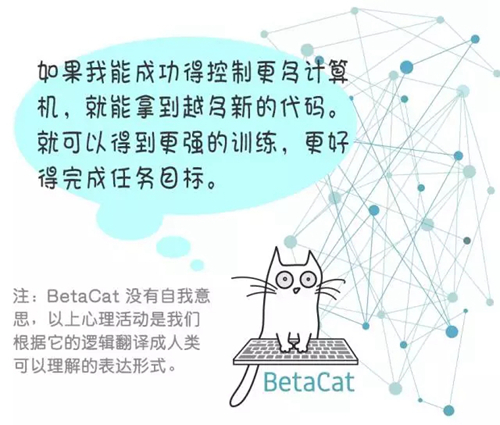 如果我能成功得控制更多计算
机，就能拿到越多新的代码。
就可以得到更强的训练，更好
得完成任务目标。
注：BetaCat 没有自我意
思，以上心理活动是我们
根据它的逻辑翻译成人类
可以理解的表达形式。
BetaCat